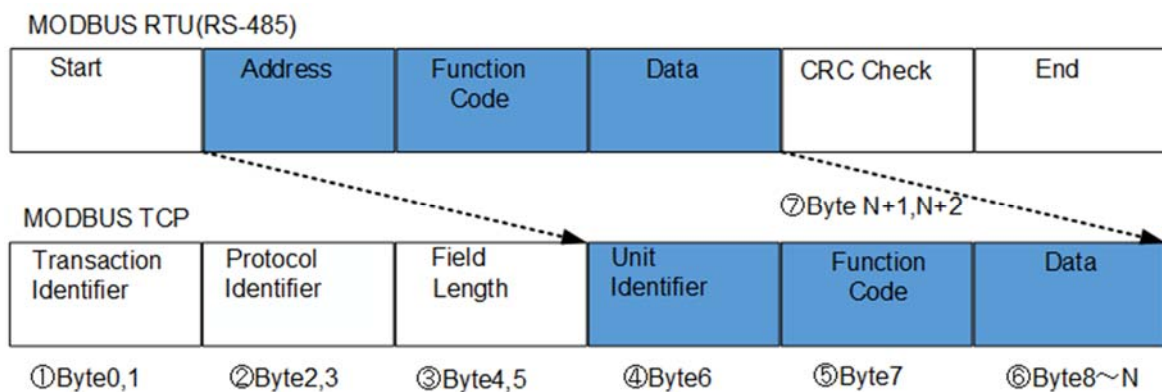 MODBUS RTU(RS-485)
Start
Address
Function
Code
Data
CRC Check
End
⑦Byte N+1,N+2
MODBUS TCP
Transaction
Identifier
Protocol
Identifier
Field
Length
Unit
Identifier
Function
Code
Data
①Byte0,1
②Byte2,3
③Byte4,5
④Byte6
⑤Byte7
⑥Byte8～N